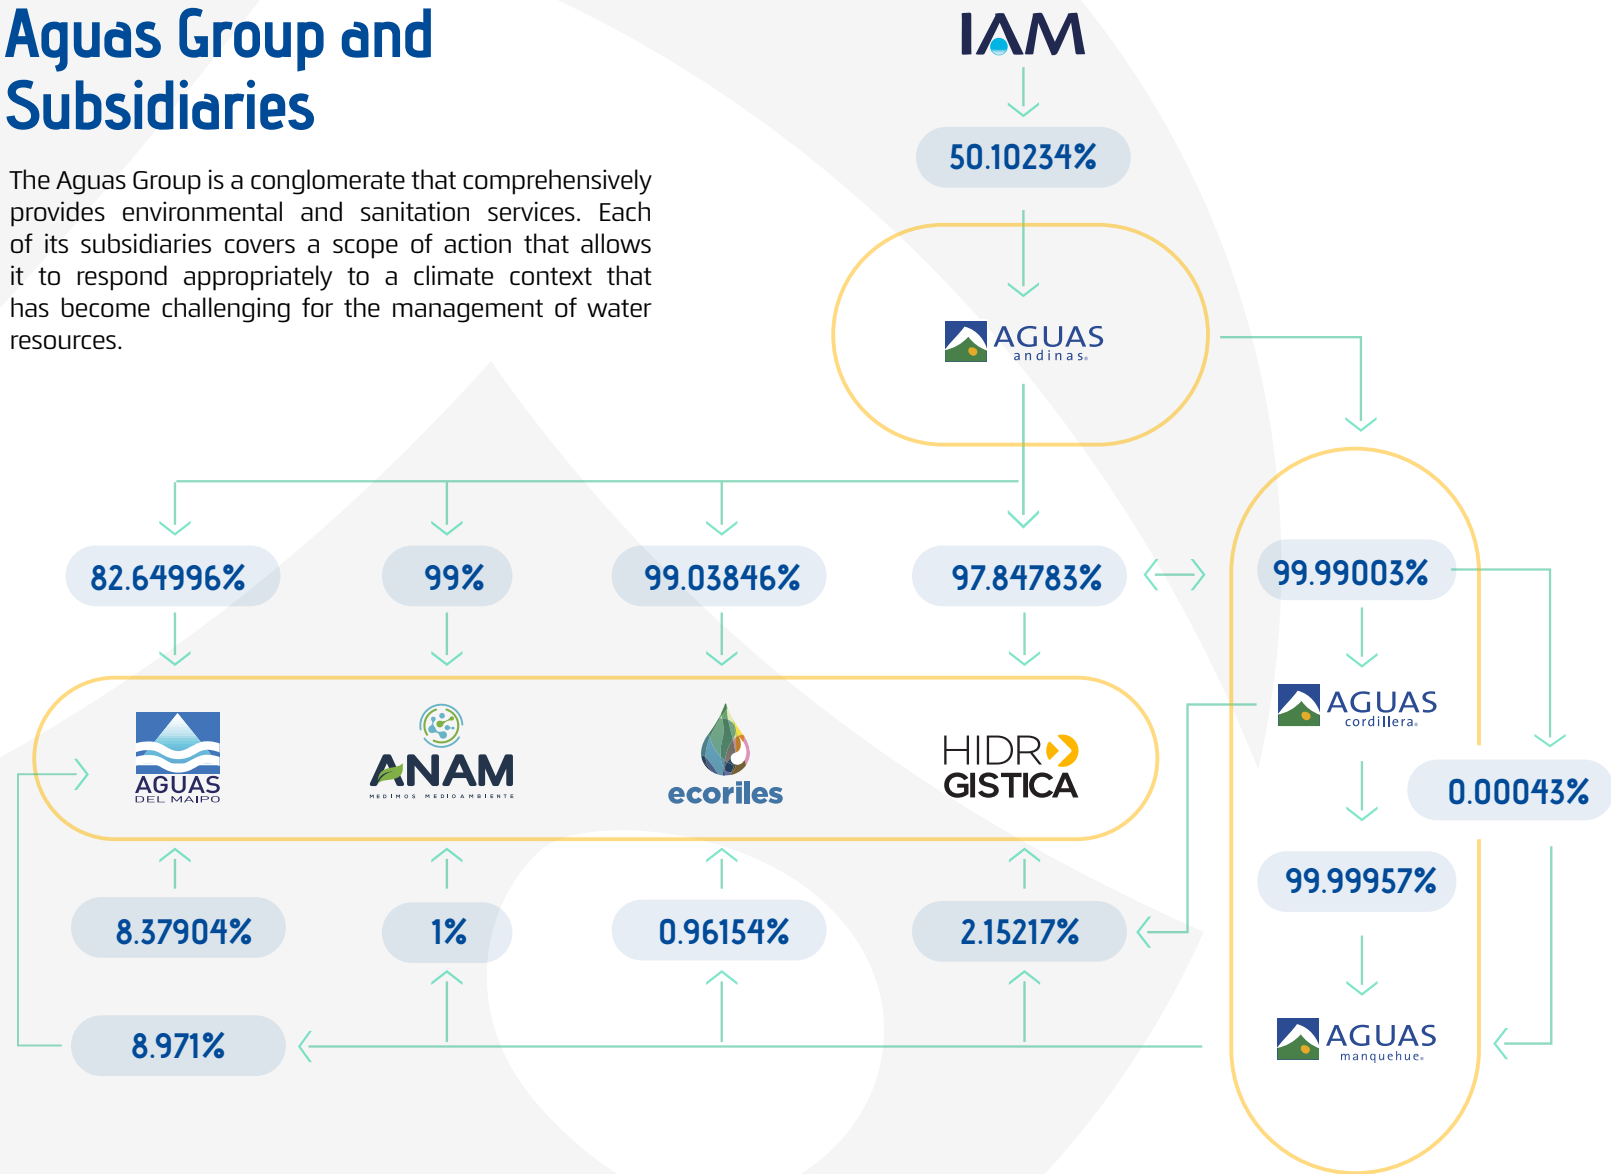 Aguas Group and
Subsidiaries
The Aguas Group is a conglomerate that comprehensively
provides environmental and sanitation services. Each
of its subsidiaries covers a scope of action that allows
it to respond appropriately to a climate context that
has become challenging for the management of water
resources.
IAM
50.10234%
AGUAS
andinas
82.64996%
99%
99.03846%
97.84783%
99.99003%
AGUAS
DEL MAIPO
ANAM
MEDIMOS MEDIOAMBIENTE
ecoriles
HIDRO
GISTICA
AGUAS
cordillera
0.00043%
99.99957%
8.37904%
1%
0.96154%
2.15217%
8.971%
AGUAS
manquehue